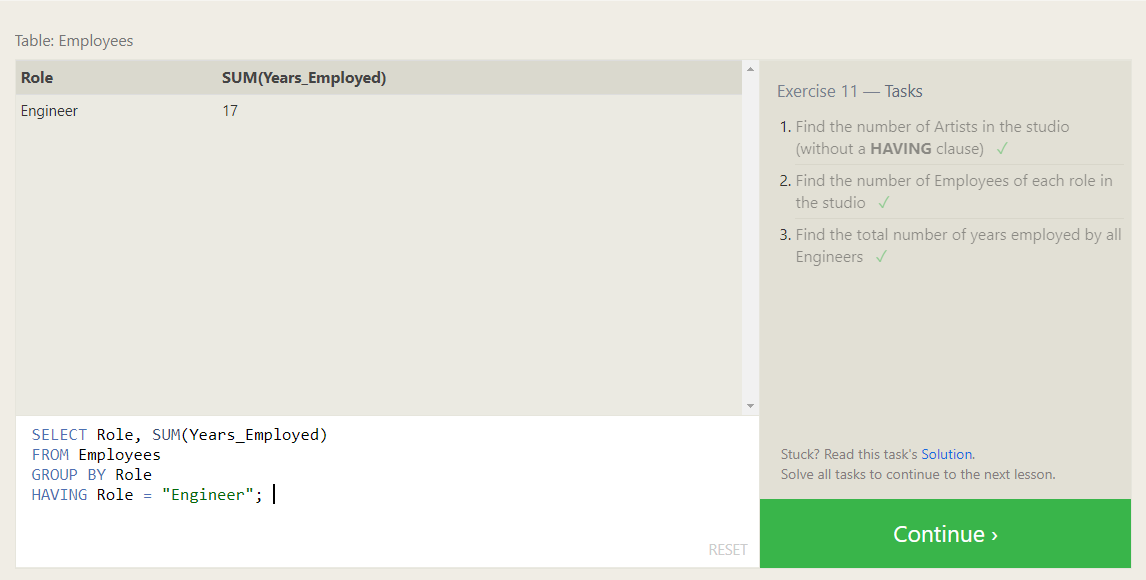 Table: Employees
Role SUM(Years_Employed)
Engineer 17
SELECT Role, SUM(Years_Employed)
FROM Employees
GROUP BY Role
HAVING Role = "Engineer";
RESET
Exercise 11 — Tasks
1. Find the number of Artists in the studio
(without a HAVING clause) ✓
2. Find the number of Employees of each role in
the studio ✓
3. Find the total number of years employed by all
Engineers ✓
Stuck? Read this task's Solution.
Solve all tasks to continue to the next lesson.
Continue ›